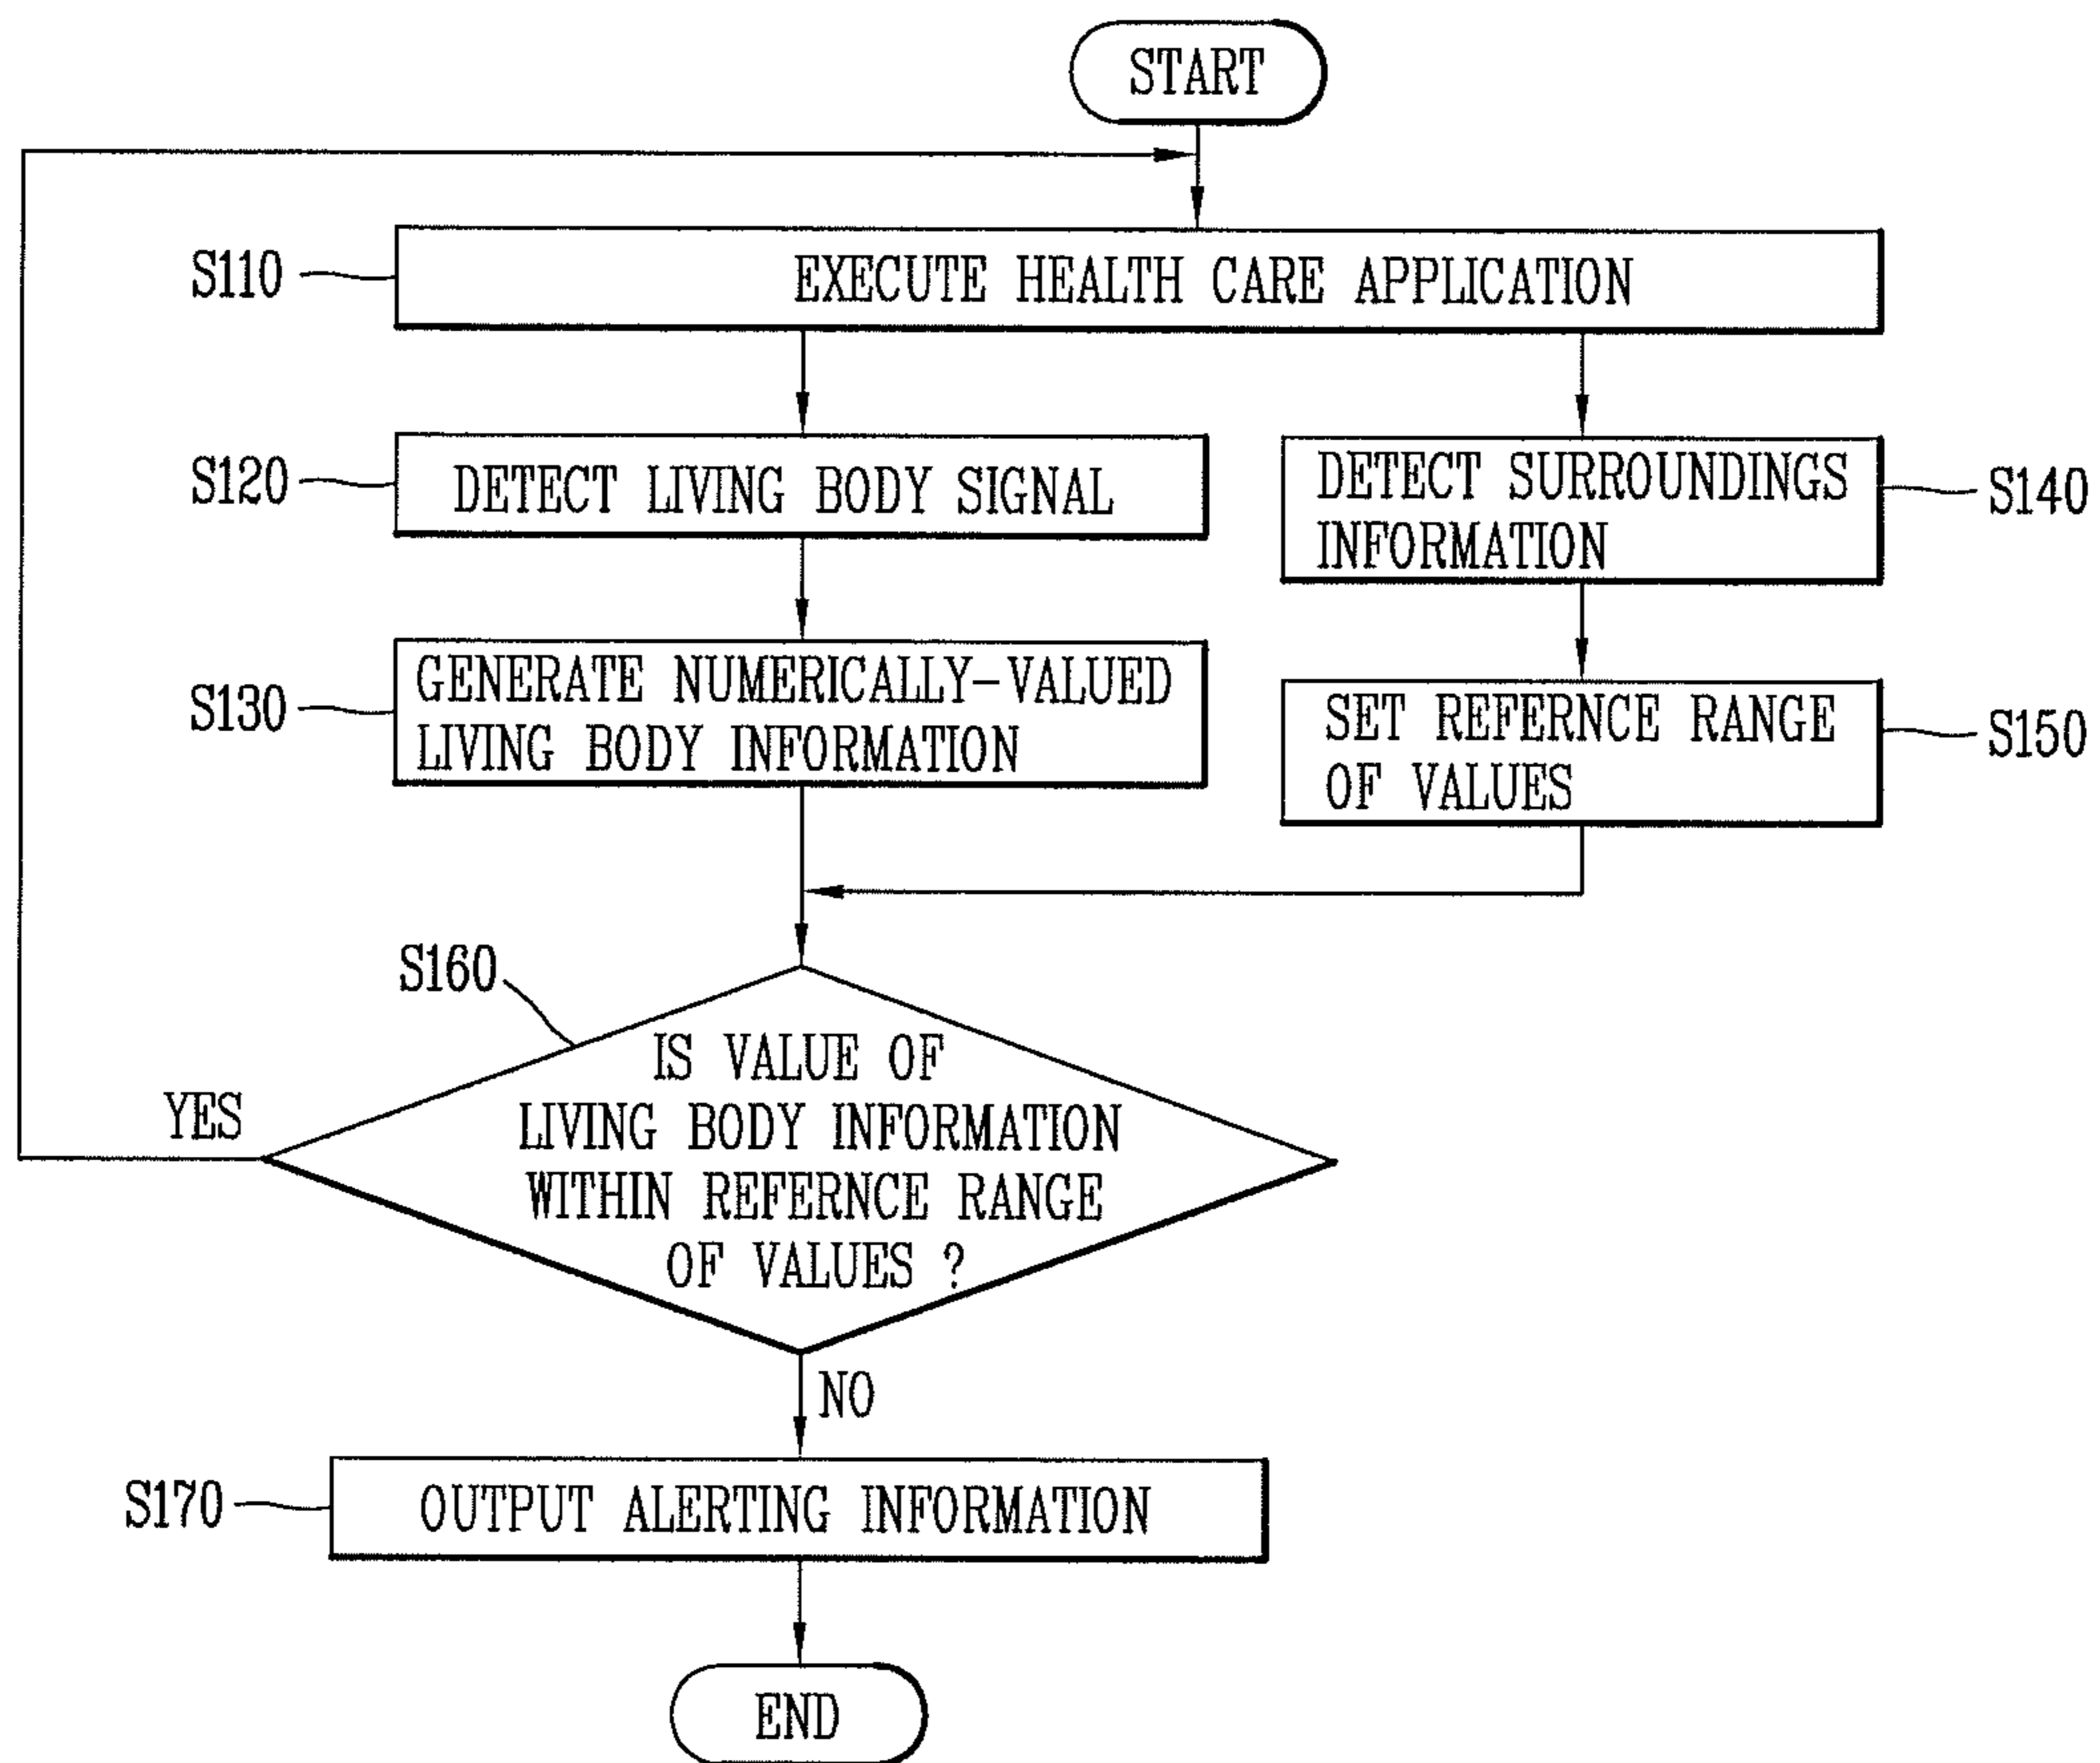 START
S110
EXECUTE HEALTH CARE APPLICATION
S120
DETECT LIVING BODY SIGNAL
DETECT SURROUNDINGS
INFORMATION
S140
S130
GENERATE NUMERICALLY-VALUED
LIVING BODY INFORMATION
SET REFERNCE RANGE
OF VALUES
S150
S160
IS VALUE OF
LIVING BODY INFORMATION
WITHIN REFERNCE RANGE
OF VALUES ?
YES
NO
S170
OUTPUT ALERTING INFORMATION
END